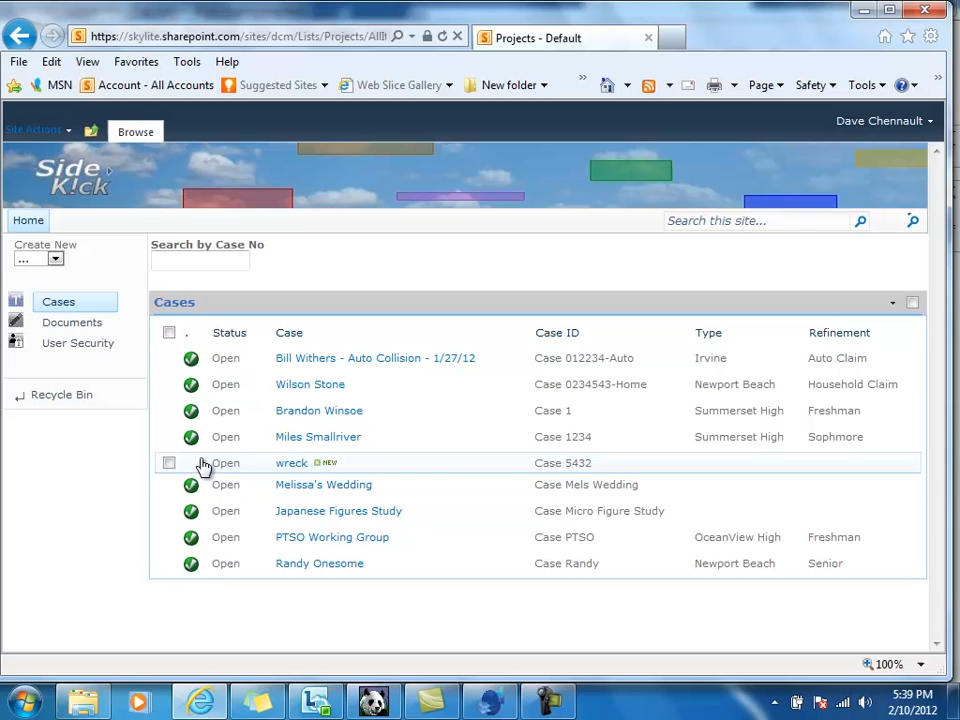 https://skylite.sharepoint.com/sites/dcm/Lists/Projects/AllI
Projects - Default
File Edit View Favorites Tools Help
MSN Account - All Accounts Suggested Sites Web Slice Gallery New folder » Page Safety Tools »
Site Actions Browse Dave Chennault
Side K!ck
Home Search this site...
Create New Search by Case No
...
Cases Cases
Documents
User Security
Recycle Bin
. Status Case Case ID Type Refinement
Open Bill Withers - Auto Collision - 1/27/12 Case 012234-Auto Irvine Auto Claim
Open Wilson Stone Case 0234543-Home Newport Beach Household Claim
Open Brandon Winsoe Case 1 Summerset High Freshman
Open Miles Smallriver Case 1234 Summerset High Sophmore
Open wreck NEW Case 5432
Open Melissa's Wedding Case Mels Wedding
Open Japanese Figures Study Case Micro Figure Study
Open PTSO Working Group Case PTSO OceanView High Freshman
Open Randy Onesome Case Randy Newport Beach Senior
100%
5:39 PM
2/10/2012